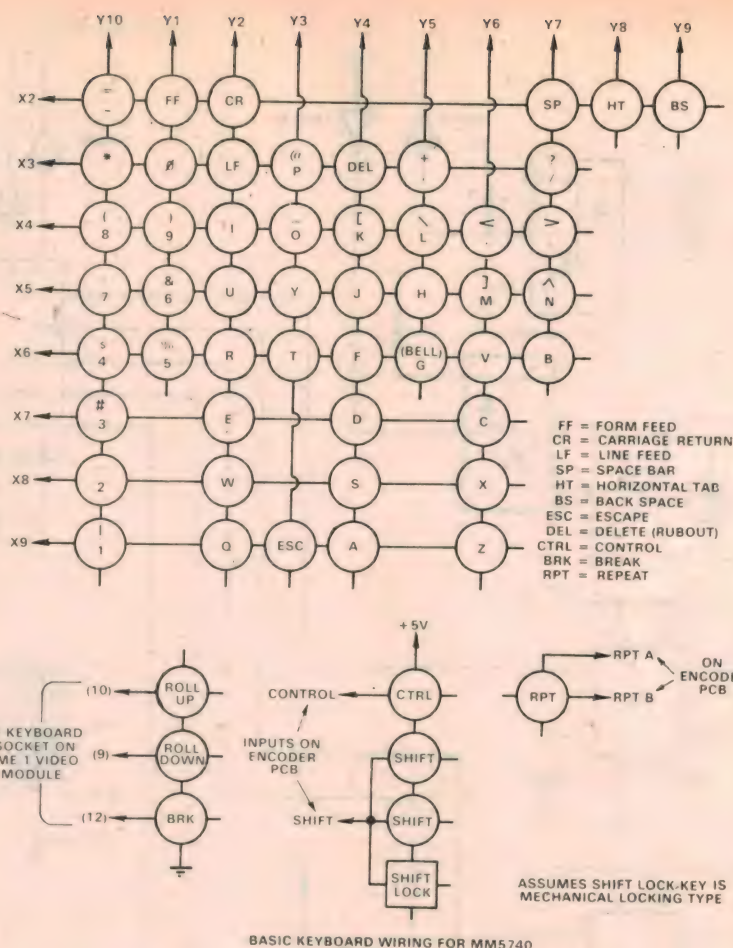 Y10 Y1 Y2 Y3 Y4 Y5 Y6 Y7 Y8 Y9
X2 = - FF CR SP HT BS
X3 * Ø LF P DEL + ? /
X4 ( 8 ) 9 I O [ K \ L < >
X5 7 & 6 U Y J H ] M ^ N
X6 4 5 R T F (BELL) G V B
X7 # 3 E D C
X8 2 W S X
X9 1 Q ESC A Z
FF = FORM FEED
CR = CARRIAGE RETURN
LF = LINE FEED
SP = SPACE BAR
HT = HORIZONTAL TAB
BS = BACK SPACE
ESC = ESCAPE
DEL = DELETE (RUBOUT)
CTRL = CONTROL
BRK = BREAK
RPT = REPEAT
KEYBOARD
SOCKET ON
ME 1 VIDEO
MODULE
(10) ROLL UP
(9) ROLL DOWN
(12) BRK
+5V
CONTROL CTRL
INPUTS ON
ENCODER
PCB
SHIFT
SHIFT SHIFT
SHIFT LOCK
RPT RPT A
RPT B
ON
ENCODE
PCB
ASSUMES SHIFT LOCK-KEY IS
MECHANICAL LOCKING TYPE
BASIC KEYBOARD WIRING FOR MM5740